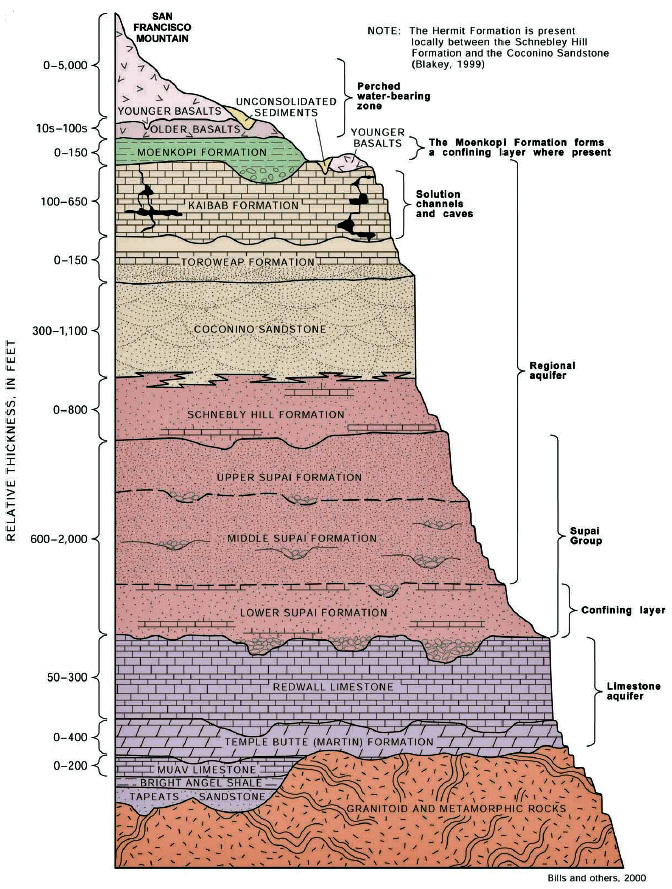 SAN
FRANCISCO
MOUNTAIN
NOTE: The Hermit Formation is present
locally between the Schnebley Hill
Formation and the Coconino Sandstone
(Blakey, 1999)
0–5,000
Perched
water-bearing
zone
UNCONSOLIDATED
SEDIMENTS
YOUNGER BASALTS
10s–100s
OLDER BASALTS
YOUNGER
BASALTS
The Moenkopi Formation forms
a confining layer where present
0–150
MOENKOPI FORMATION
100–650
KAIBAB FORMATION
Solution
channels
and caves
0–150
TOROWEAP FORMATION
300–1,100
COCONINO SANDSTONE
Regional
aquifer
0–800
SCHNEBLY HILL FORMATION
RELATIVE THICKNESS, IN FEET
UPPER SUPAI FORMATION
600–2,000
MIDDLE SUPAI FORMATION
Supai
Group
LOWER SUPAI FORMATION
Confining layer
50–300
REDWALL LIMESTONE
Limestone
aquifer
0–400
TEMPLE BUTTE (MARTIN) FORMATION
0–200
MUAV LIMESTONE
BRIGHT ANGEL SHALE
TAPEATS SANDSTONE
GRANITOID AND METAMORPHIC ROCKS
Bills and others, 2000